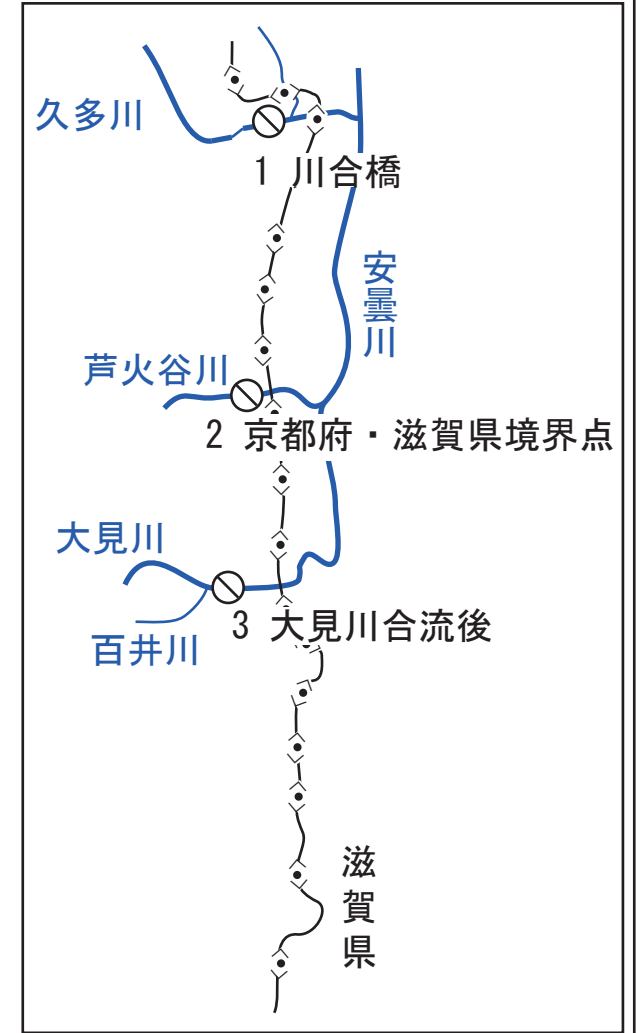 久多川
1 川合橋
安曇川
芦火谷川
2 京都府・滋賀県境界点
大見川
3 大見川合流後
百井川
滋賀県